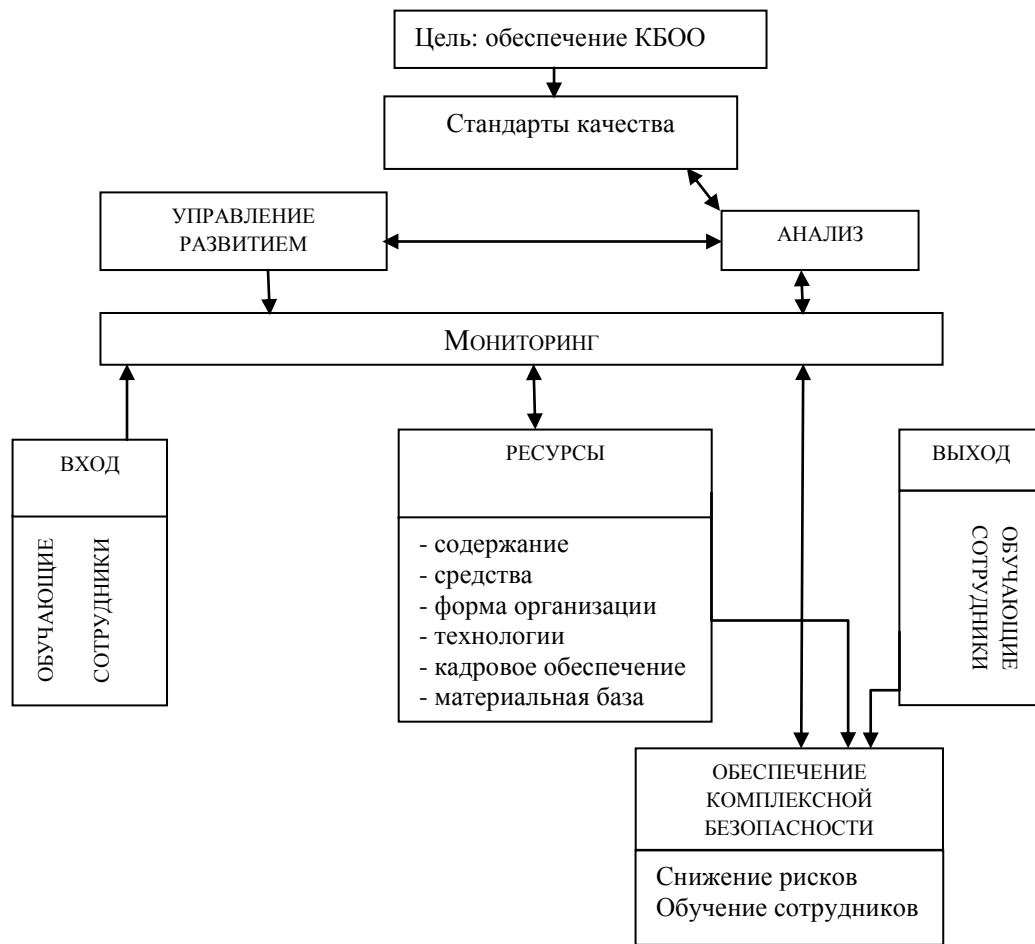 Цель: обеспечение КБОО
Стандарты качества
УПРАВЛЕНИЕ
РАЗВИТИЕМ
АНАЛИЗ
МОНИТОРИНГ
ВХОД
ОБУЧАЮЩИЕ
СОТРУДНИКИ
РЕСУРСЫ
- содержание
- средства
- форма организации
- технологии
- кадровое обеспечение
- материальная база
ВЫХОД
ОБУЧАЮЩИЕ
СОТРУДНИКИ
ОБЕСПЕЧЕНИЕ
КОМПЛЕКСНОЙ
БЕЗОПАСНОСТИ
Снижение рисков
Обучение сотрудников